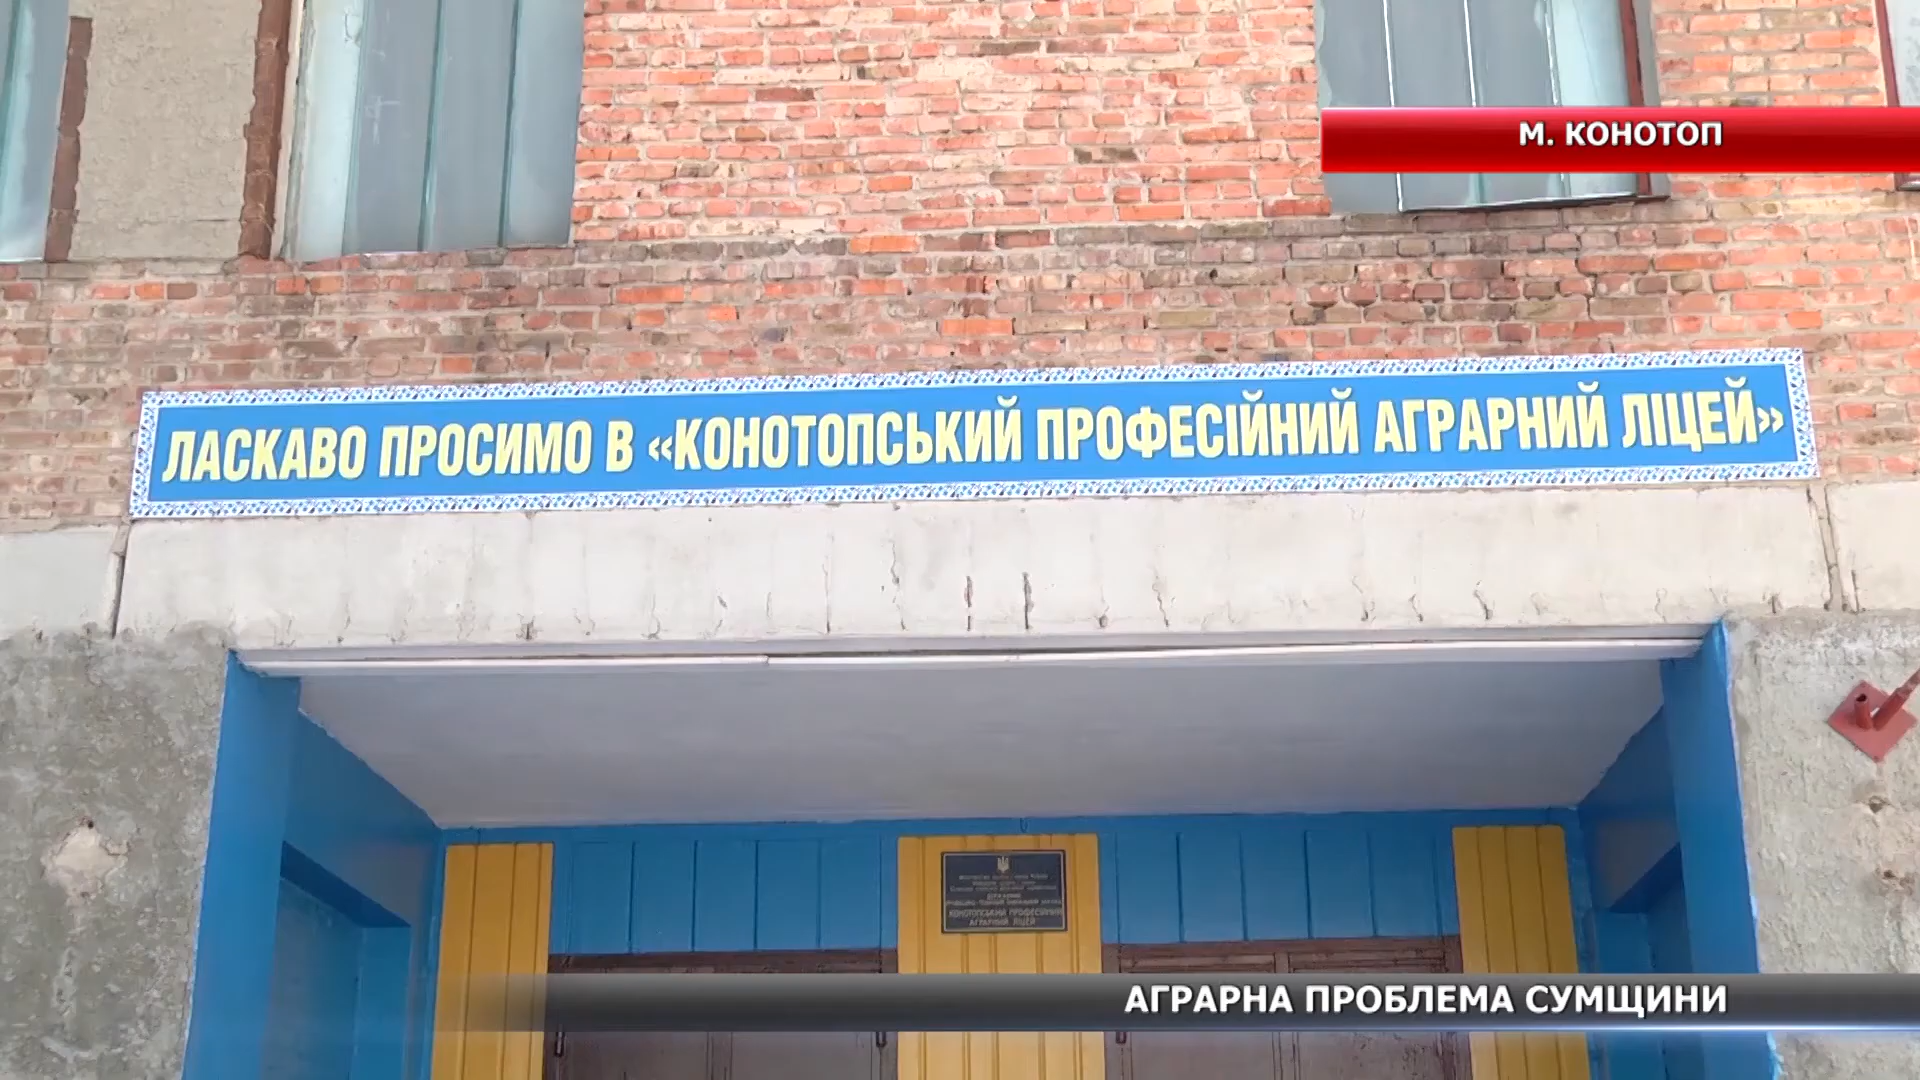 М. КОНОТОП
ЛАСКАВО ПРОСИМО В «КОНОТОПСЬКИЙ ПРОФЕСІЙНИЙ АГРАРНИЙ ЛІЦЕЙ»
КОНОТОПСЬКИЙ ПРОФЕСІЙНИЙ
АГРАРНИЙ ЛІЦЕЙ
АГРАРНА ПРОБЛЕМА СУМЩИНИ